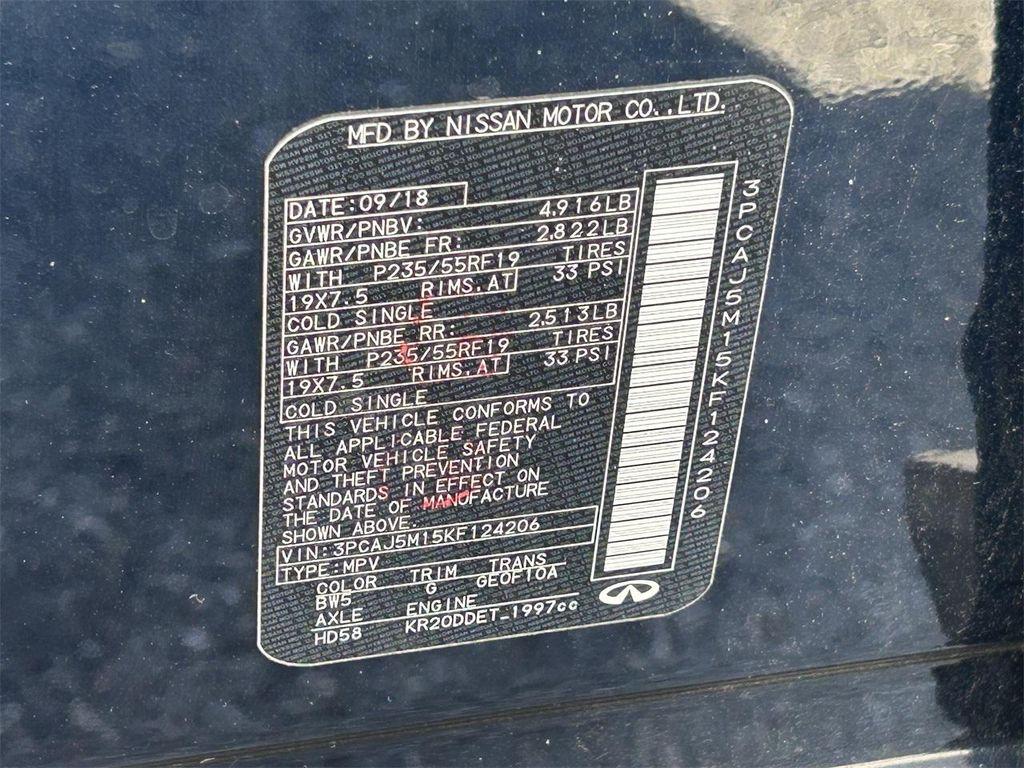 MFD BY NISSAN MOTOR CO.,LTD.
DATE:09/18
GVWR/PNBV: 4,916LB
GAWR/PNBE FR: 2,822LB
WITH P235/55RF19 TIRES
19X7.5 RIMS.AT 33 PSI
COLD SINGLE
GAWR/PNBE RR: 2,513LB
WITH P235/55RF19 TIRES
19X7.5 RIMS.AT 33 PSI
COLD SINGLE
THIS VEHICLE CONFORMS TO
ALL APPLICABLE FEDERAL
MOTOR VEHICLE SAFETY
AND THEFT PREVENTION
STANDARDS IN EFFECT ON
THE DATE OF MANUFACTURE
SHOWN ABOVE.
VIN:3PCAJ5M15KF124206
TYPE:MPV
COLOR TRIM TRANS
BW5 G GE0F10A
AXLE ENGINE
HD58 KR20DDET_1997cc
3PCAJ5M15KF124206